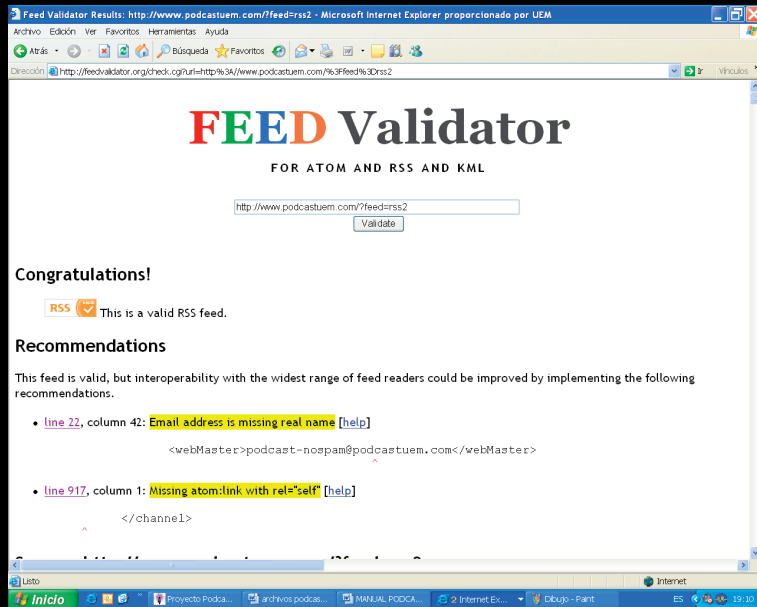 Feed Validator Results: http://www.podcastuem.com/?feed=rss2 - Microsoft Internet Explorer proporcionado por UEM
Archivo Edición Ver Favoritos Herramientas Ayuda
Atrás Búsqueda Favoritos
Dirección http://feedvalidator.org/check.cgi?url=http%3A//www.podcastuem.com/%3Ffeed%3Drss2 Ir Vínculos
FEED Validator
FOR ATOM AND RSS AND KML
http://www.podcastuem.com/?feed=rss2
Validate
Congratulations!
RSS This is a valid RSS feed.
Recommendations
This feed is valid, but interoperability with the widest range of feed readers could be improved by implementing the following
recommendations.
• line 22, column 42: Email address is missing real name [help]
<webMaster>podcast-nospam@podcastuem.com</webMaster>
^
• line 917, column 1: Missing atom:link with rel="self" [help]
</channel>
^
Listo Internet
Inicio Proyecto Podca... archivos podcas... MANUAL PODCA... 2 Internet Ex... Dibujo - Paint ES 19:10